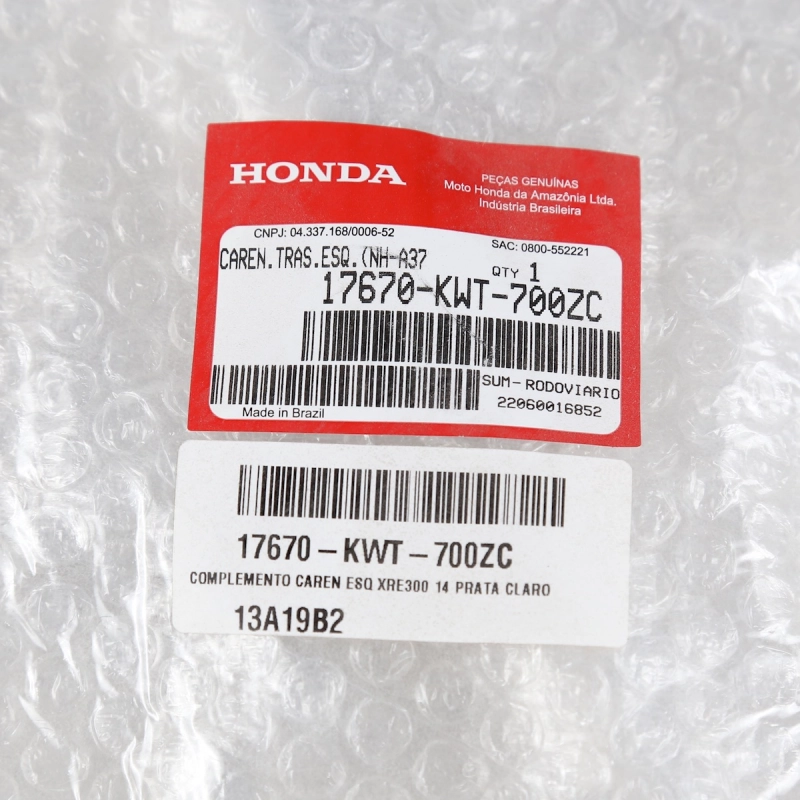 HONDA
PEÇAS GENUÍNAS
Moto Honda da Amazônia Ltda.
Indústria Brasileira
CNPJ: 04.337.168/0006-52
SAC: 0800-552221
CAREN.TRAS.ESQ.(NH-A37
QTY 1
17670-KWT-700ZC
SUM-RODOVIARIO
22060016852
Made in Brazil
17670-KWT-700ZC
COMPLEMENTO CAREN ESQ XRE300 14 PRATA CLARO
13A19B2